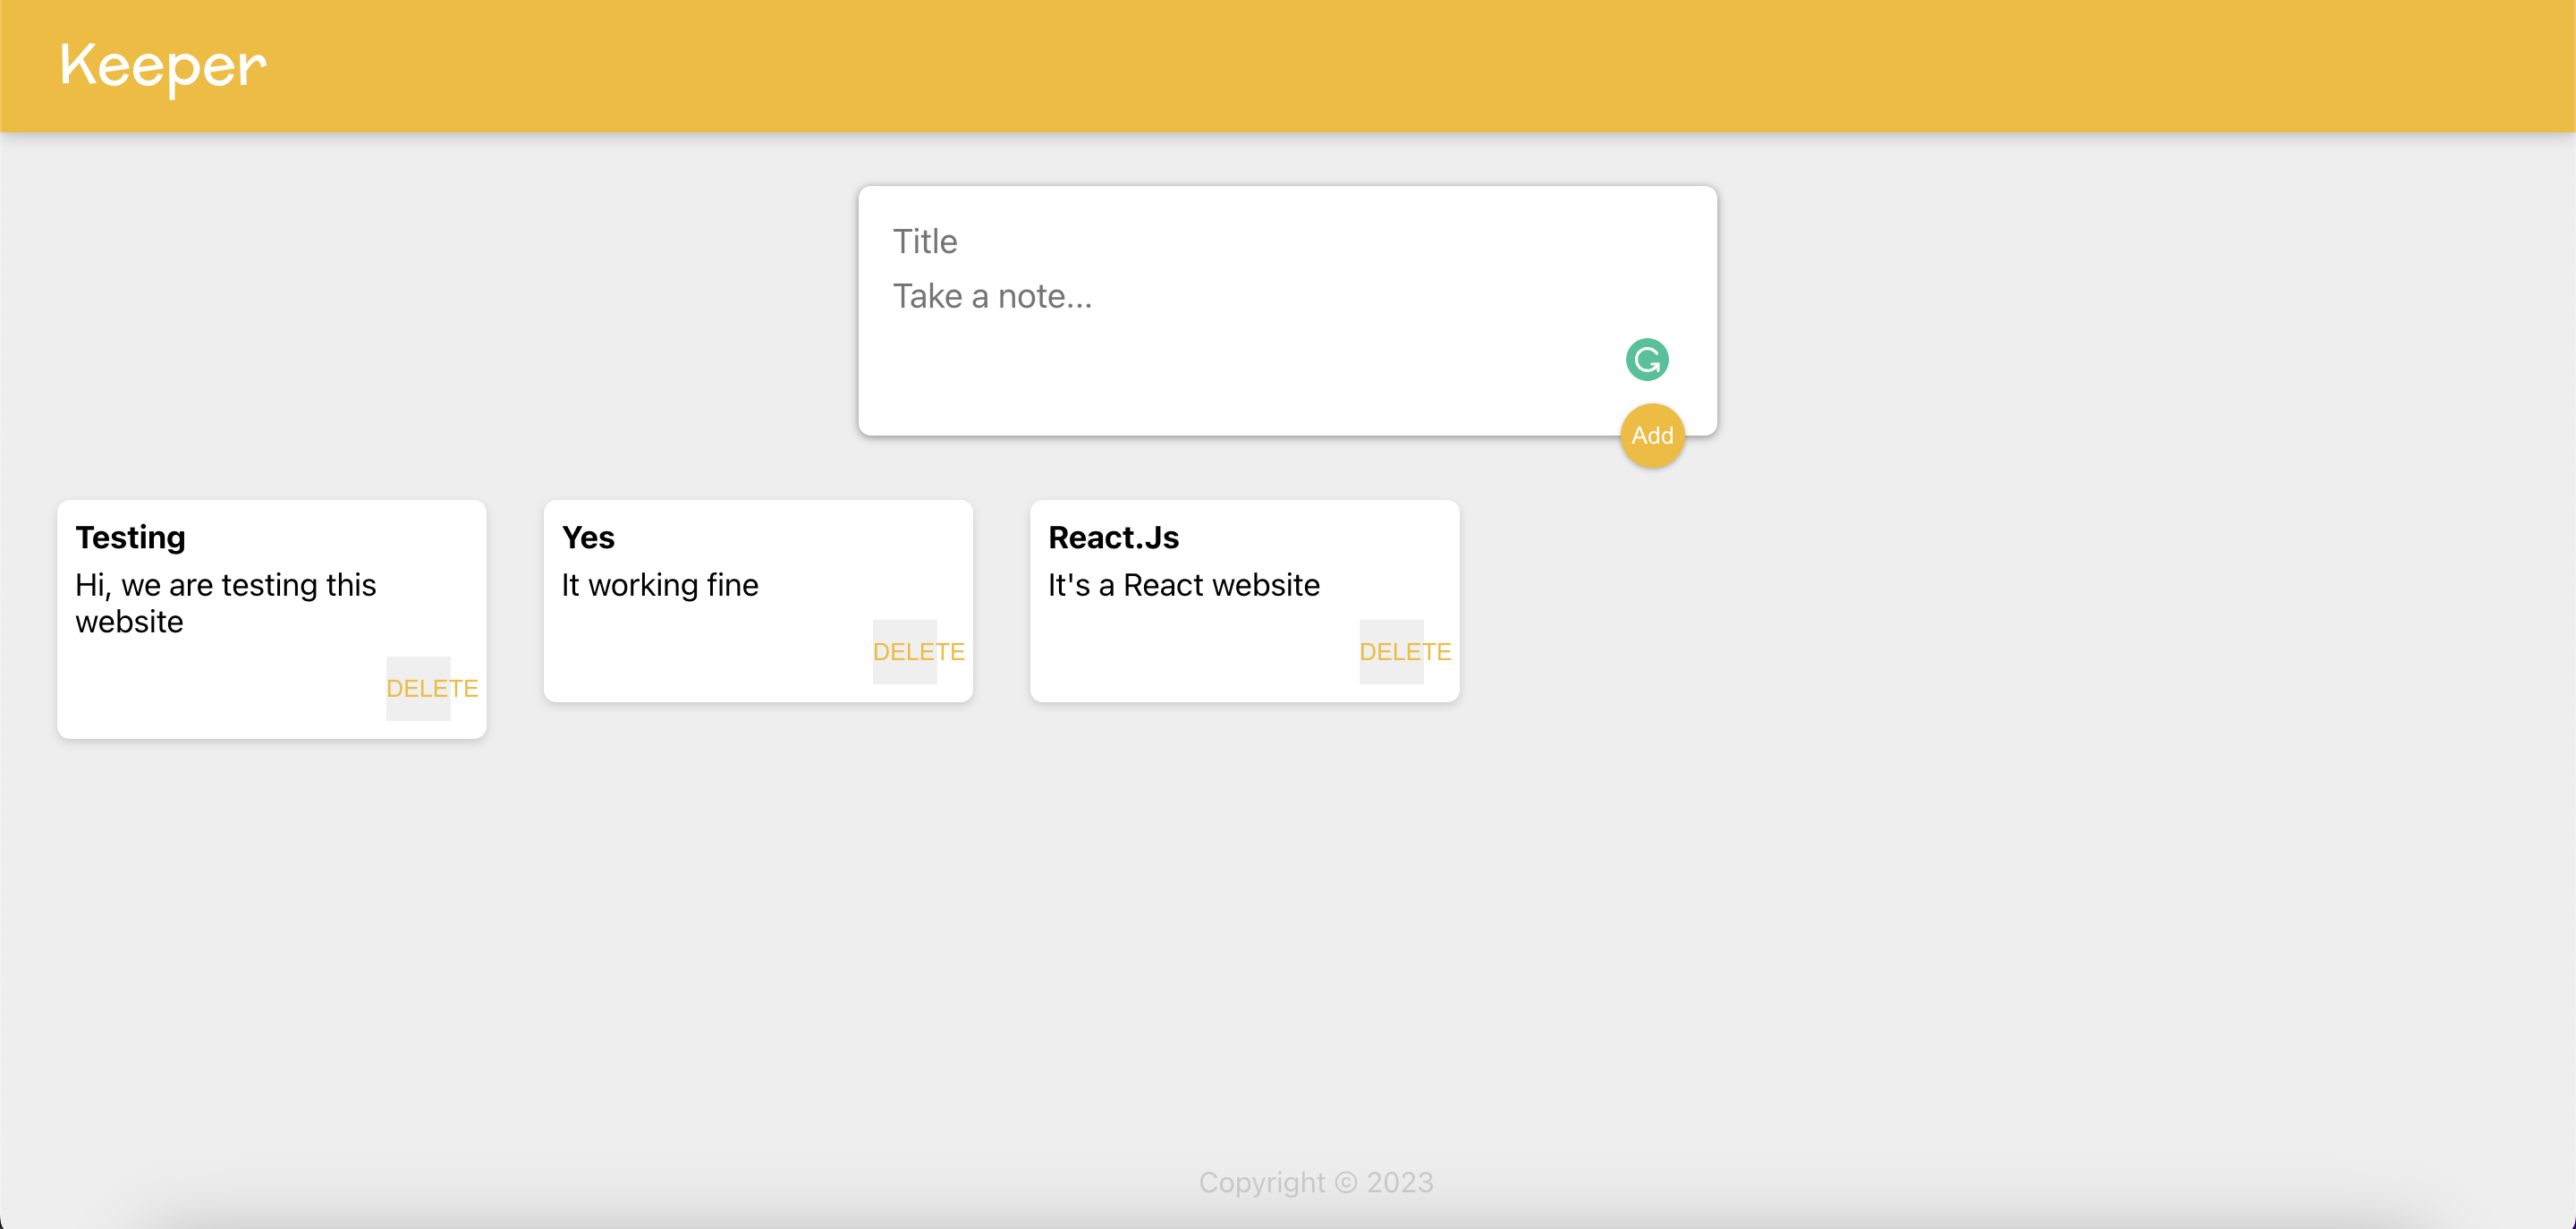 Keeper
Title
Take a note...
Add
Testing
Hi, we are testing this
website
DELETE
Yes
It working fine
DELETE
React.Js
It's a React website
DELETE
Copyright © 2023